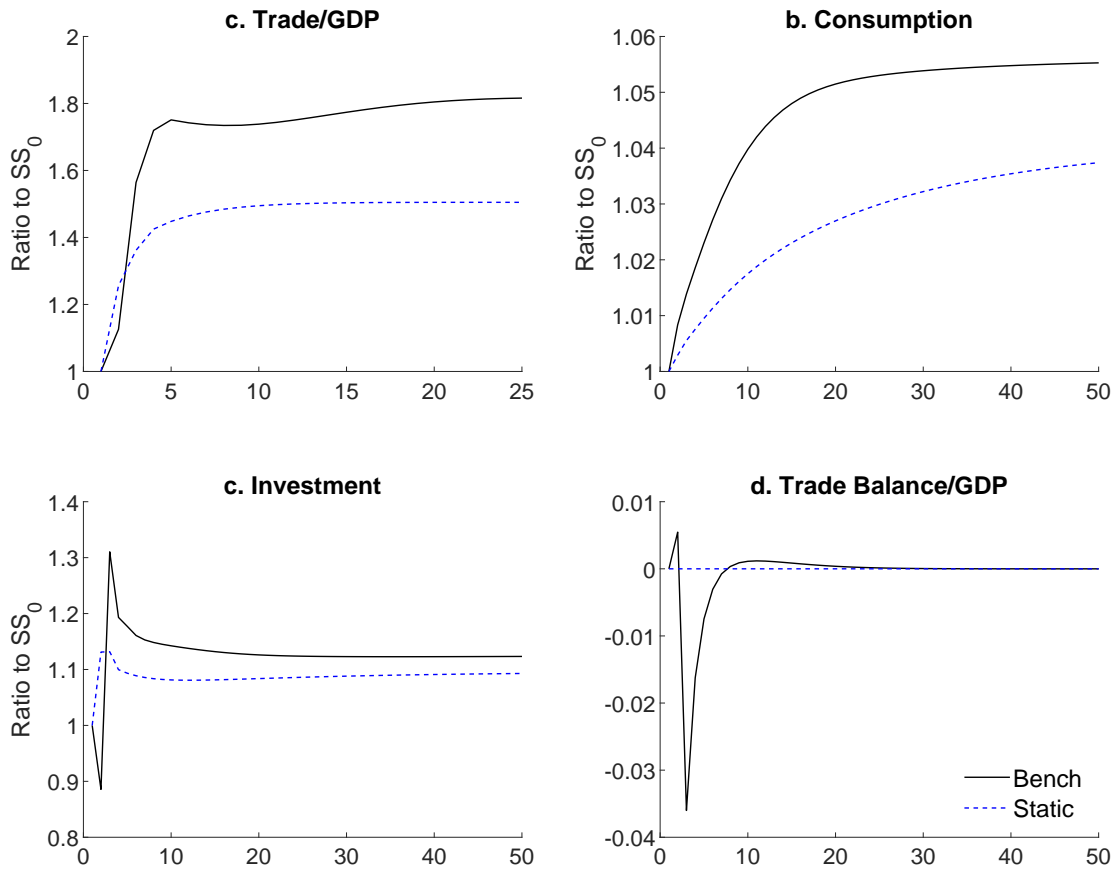 c. Trade/GDP
2
1.8
1.6
1.4
1.2
1
Ratio to SS_0
0 5 10 15 20 25
b. Consumption
1.06
1.05
1.04
1.03
1.02
1.01
1
Ratio to SS_0
0 10 20 30 40 50
c. Investment
1.4
1.3
1.2
1.1
1
0.9
0.8
Ratio to SS_0
0 10 20 30 40 50
d. Trade Balance/GDP
0.01
0
-0.01
-0.02
-0.03
-0.04
Bench
Static
0 10 20 30 40 50